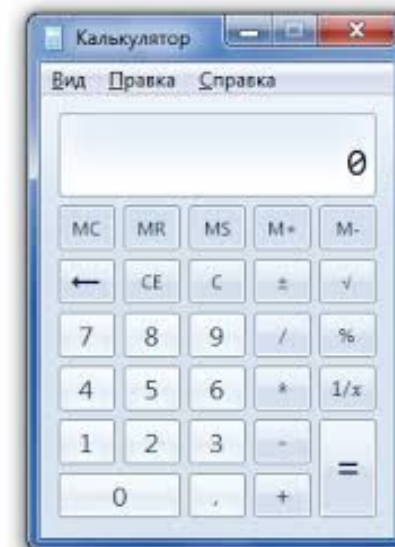 Калькулятор
Вид Правка Справка
0
MC MR MS M+ M-
← CE C ± √
7 8 9 / %
4 5 6 * 1/x
1 2 3 - =
0 , +